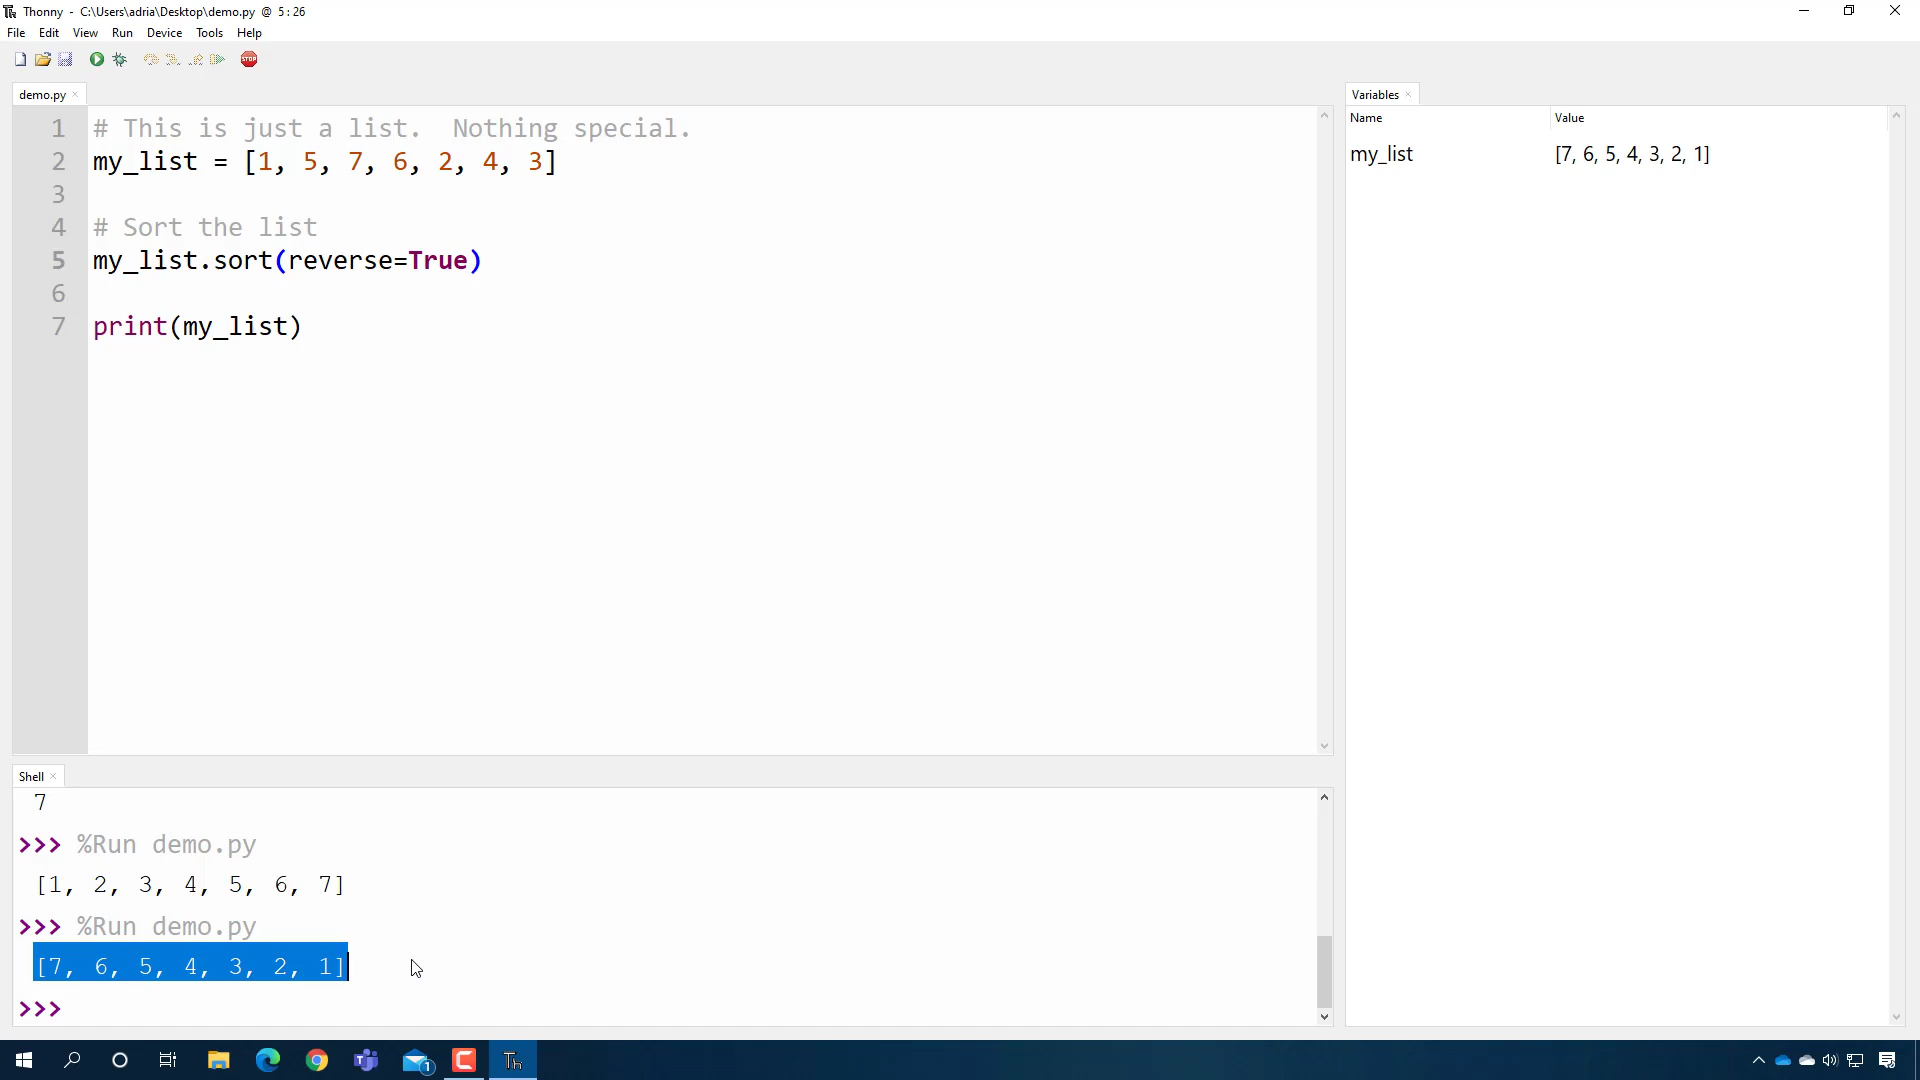 Thonny - C:\Users\adria\Desktop\demo.py @ 5:26
File Edit View Run Device Tools Help
STOP
demo.py
1 # This is just a list.  Nothing special.
2 my_list = [1, 5, 7, 6, 2, 4, 3]
3
4 # Sort the list
5 my_list.sort(reverse=True)
6
7 print(my_list)
Variables
Name Value
my_list [7, 6, 5, 4, 3, 2, 1]
Shell
7
>>> %Run demo.py
[1, 2, 3, 4, 5, 6, 7]
>>> %Run demo.py
[7, 6, 5, 4, 3, 2, 1]
>>>
1
Th